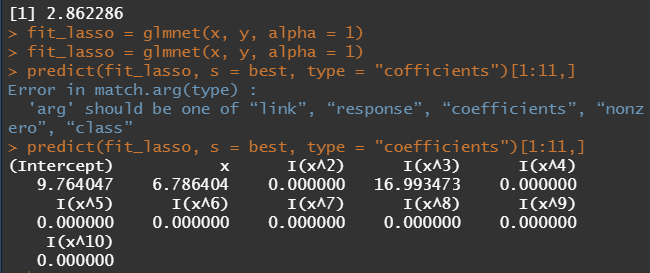 [1] 2.862286
> fit_lasso = glmnet(x, y, alpha = 1)
> fit_lasso = glmnet(x, y, alpha = 1)
> predict(fit_lasso, s = best, type = "cofficients")[1:11,]
Error in match.arg(type) :
'arg' should be one of “link”, “response”, “coefficients”, “nonz
ero”, “class”
> predict(fit_lasso, s = best, type = "coefficients")[1:11,]
(Intercept) x I(x^2) I(x^3) I(x^4)
9.764047 6.786404 0.000000 16.993473 0.000000
I(x^5) I(x^6) I(x^7) I(x^8) I(x^9)
0.000000 0.000000 0.000000 0.000000 0.000000
I(x^10)
0.000000